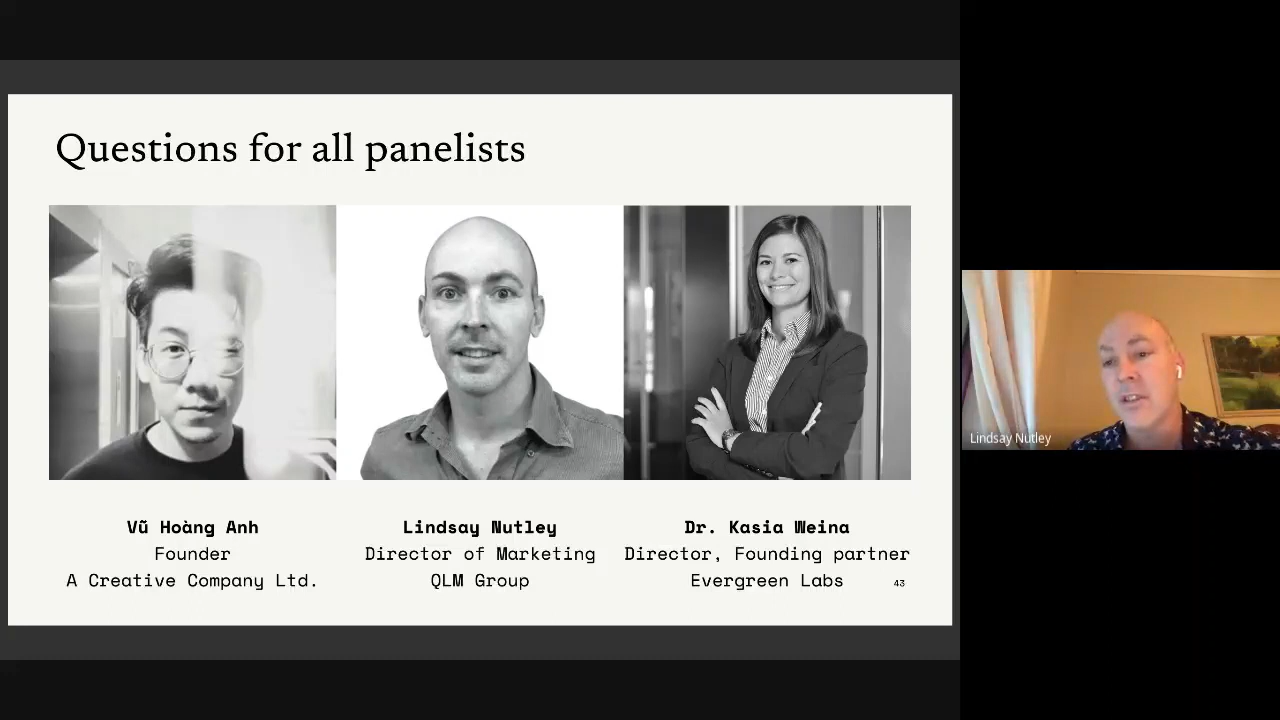 Questions for all panelists
Vũ Hoàng Anh
Founder
A Creative Company Ltd.
Lindsay Nutley
Director of Marketing
QLM Group
Dr. Kasia Weina
Director, Founding partner
Evergreen Labs
43
Lindsay Nutley